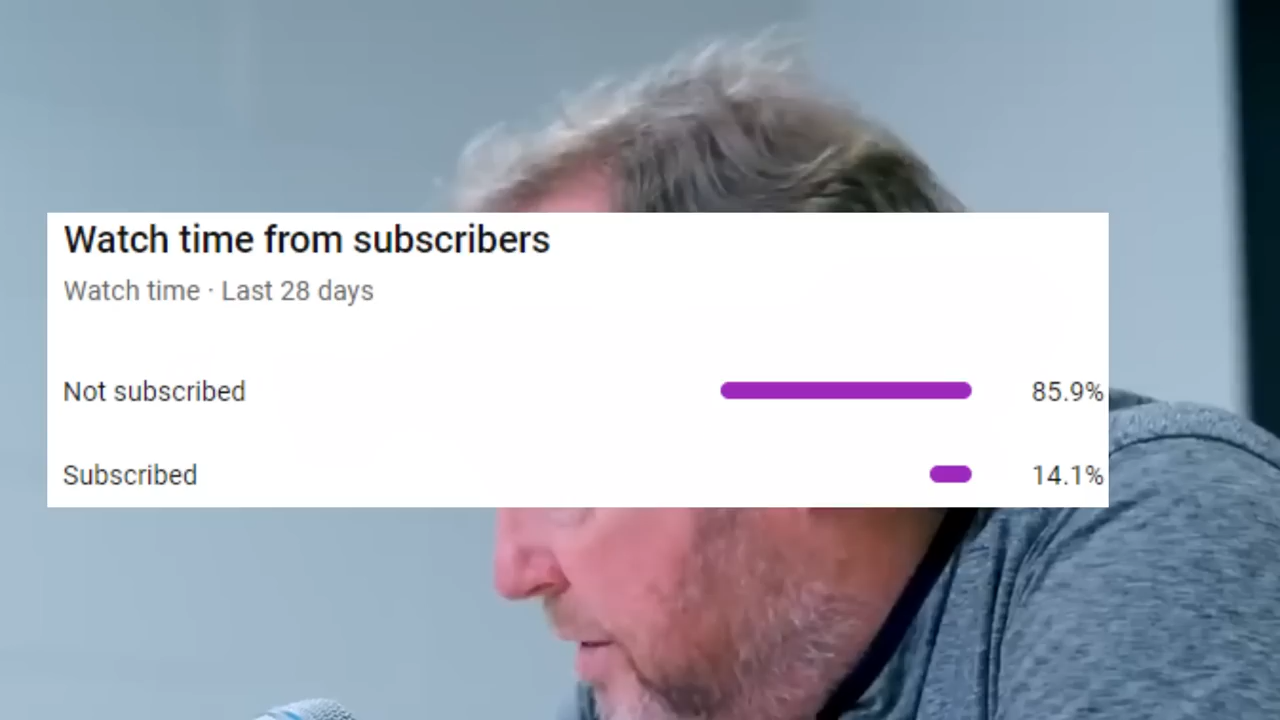 Watch time from subscribers
Watch time · Last 28 days
Not subscribed 85.9%
Subscribed 14.1%